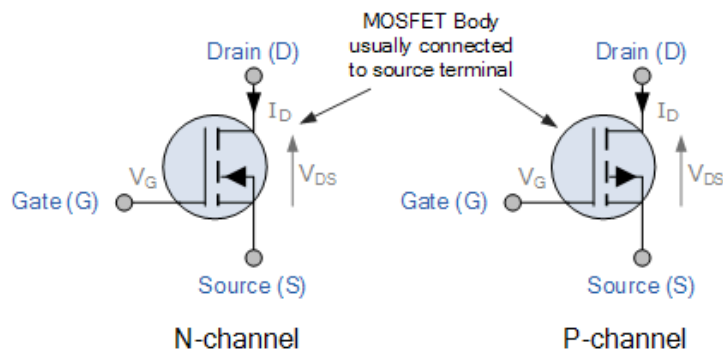 MOSFET Body
usually connected
to source terminal
Drain (D)
I_D
V_G
V_DS
Gate (G)
Source (S)
N-channel
Drain (D)
I_D
V_G
V_DS
Gate (G)
Source (S)
P-channel